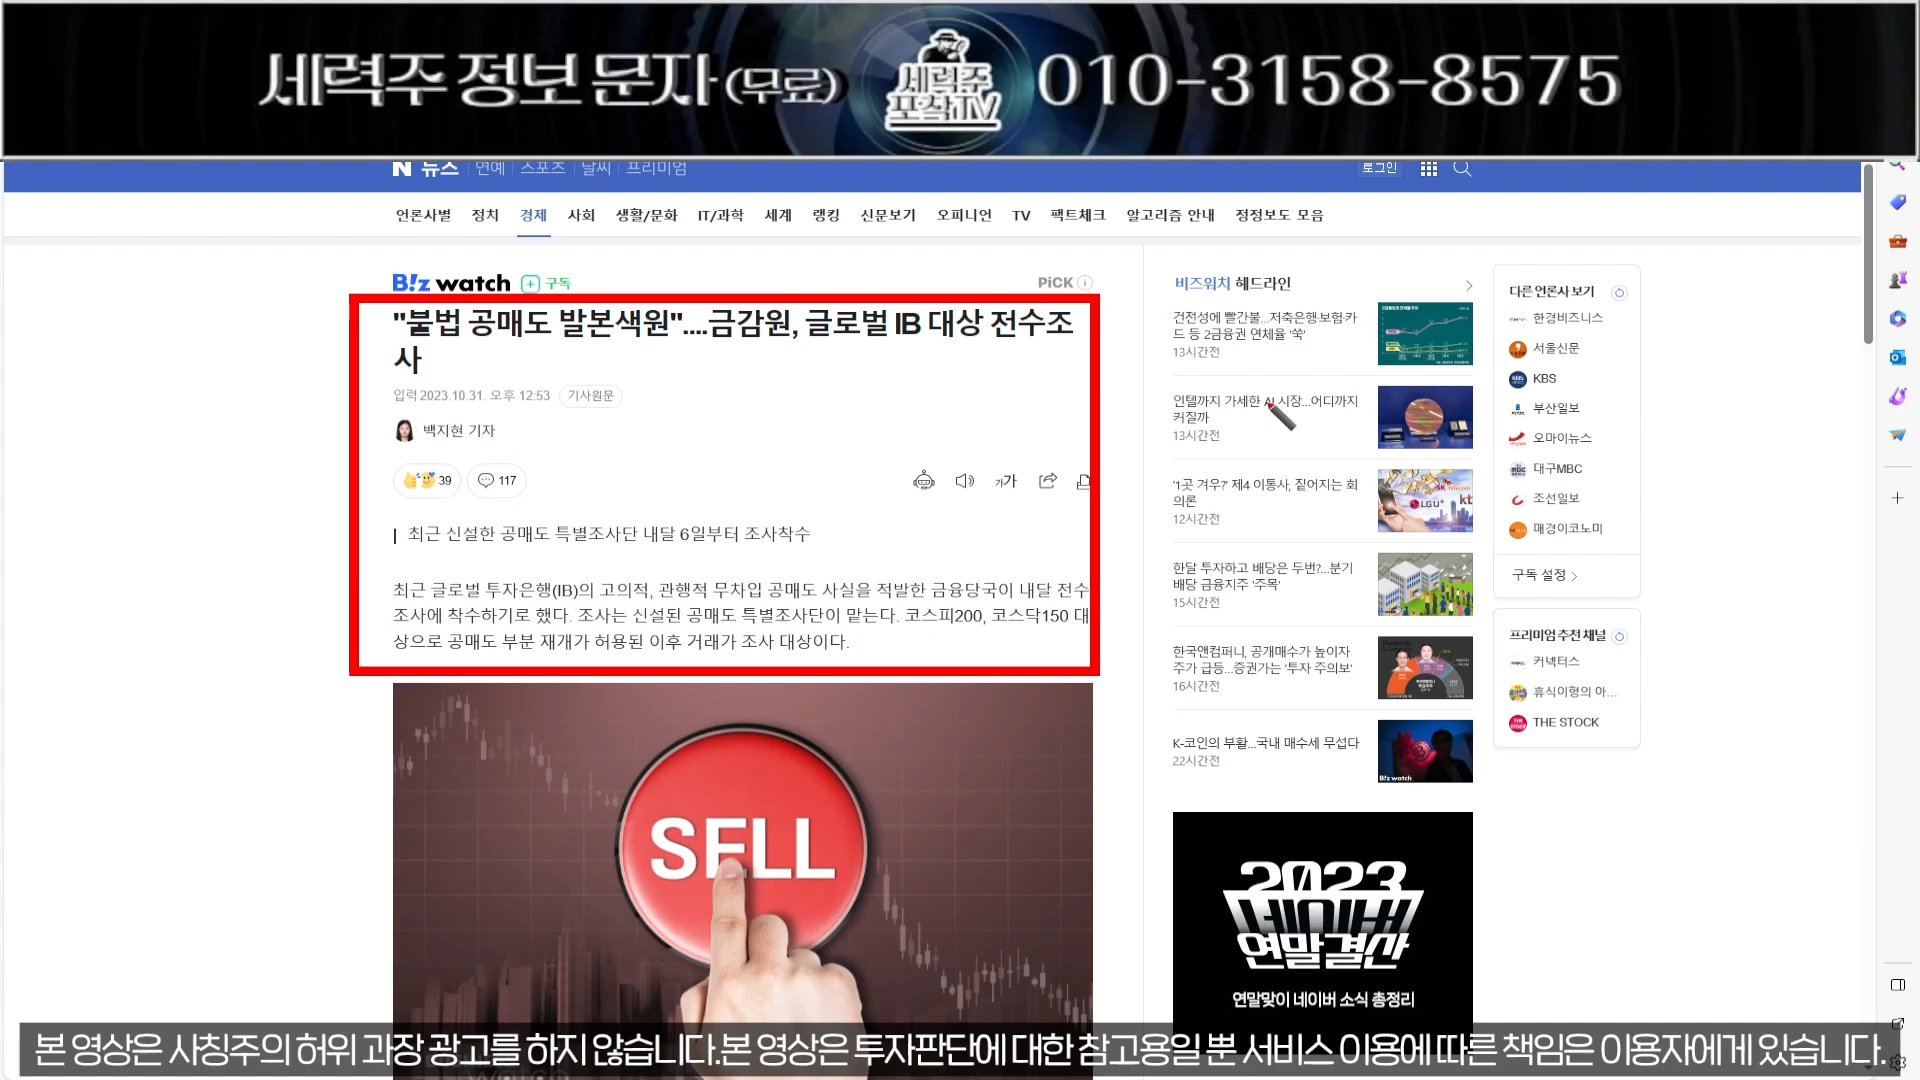 세력주 정보 문자 (무료)
세력주
포착TV
010-3158-8575
N 뉴스 연예 스포츠 날씨 프리미엄
로그인
언론사별 정치 경제 사회 생활/문화 IT/과학 세계 랭킹 신문보기 오피니언 TV 팩트체크 알고리즘 안내 정정보도 모음
B!z watch 구독
PiCK
"불법 공매도 발본색원"....금감원, 글로벌 IB 대상 전수조
사
입력 2023.10.31. 오후 12:53 기사원문
백지현 기자
39 117
가가
최근 신설한 공매도 특별조사단 내달 6일부터 조사착수
최근 글로벌 투자은행(IB)의 고의적, 관행적 무차입 공매도 사실을 적발한 금융당국이 내달 전수
조사에 착수하기로 했다. 조사는 신설된 공매도 특별조사단이 맡는다. 코스피200, 코스닥150 대
상으로 공매도 부분 재개가 허용된 이후 거래가 조사 대상이다.
SELL
비즈워치 헤드라인
건전성에 빨간불...저축은행·보험·카
드 등 2금융권 연체율 '쑥'
13시간전
인텔까지 가세한 AI 시장...어디까지
커질까
13시간전
'1곳 겨우?' 제4 이통사, 짙어지는 회
의론
12시간전
SK telecom
LG U+
kt
한달 투자하고 배당은 두번?...분기
배당 금융지주 '주목'
15시간전
한국앤컴퍼니, 공개매수가 높이자
주가 급등...증권가는 '투자 주의보'
16시간전
K-코인의 부활...국내 매수세 무섭다
22시간전
B!z watch
2023
네이버
연말결산
연말맞이 네이버 소식 총정리
다른 언론사 보기
한경비즈니스
서울신문
KBS
부산일보
오마이뉴스
대구MBC
조선일보
매경이코노미
구독 설정
프리미엄 추천 채널
커넥터스
휴식이형의 아...
THE STOCK
본 영상은 사칭주의 허위 과장 광고를 하지 않습니다.본 영상은 투자판단에 대한 참고용일 뿐 서비스 이용에 따른 책임은 이용자에게 있습니다.